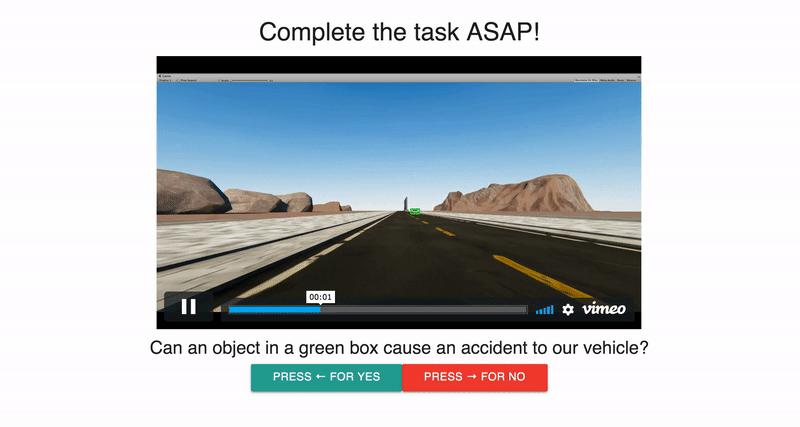 Complete the task ASAP!
00:01
vimeo
Can an object in a green box cause an accident to our vehicle?
PRESS ← FOR YES
PRESS → FOR NO